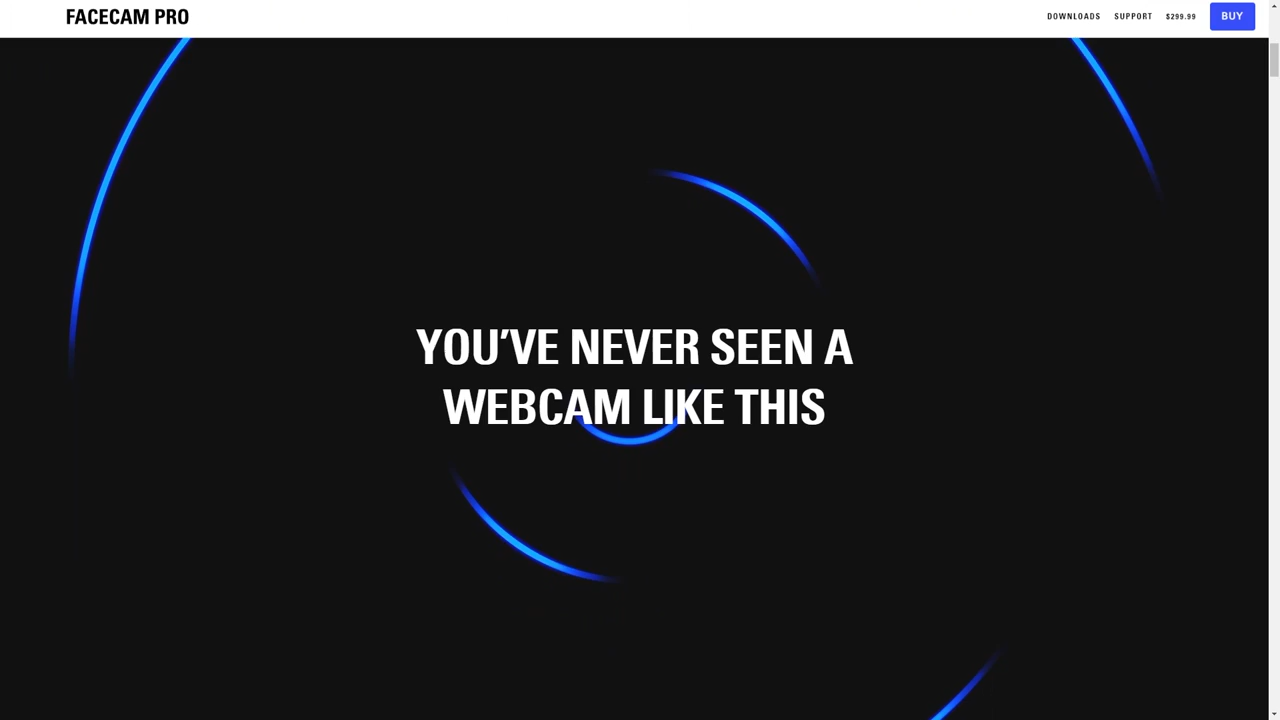 FACECAM PRO
DOWNLOADS SUPPORT $299.99 BUY
YOU’VE NEVER SEEN A
WEBCAM LIKE THIS